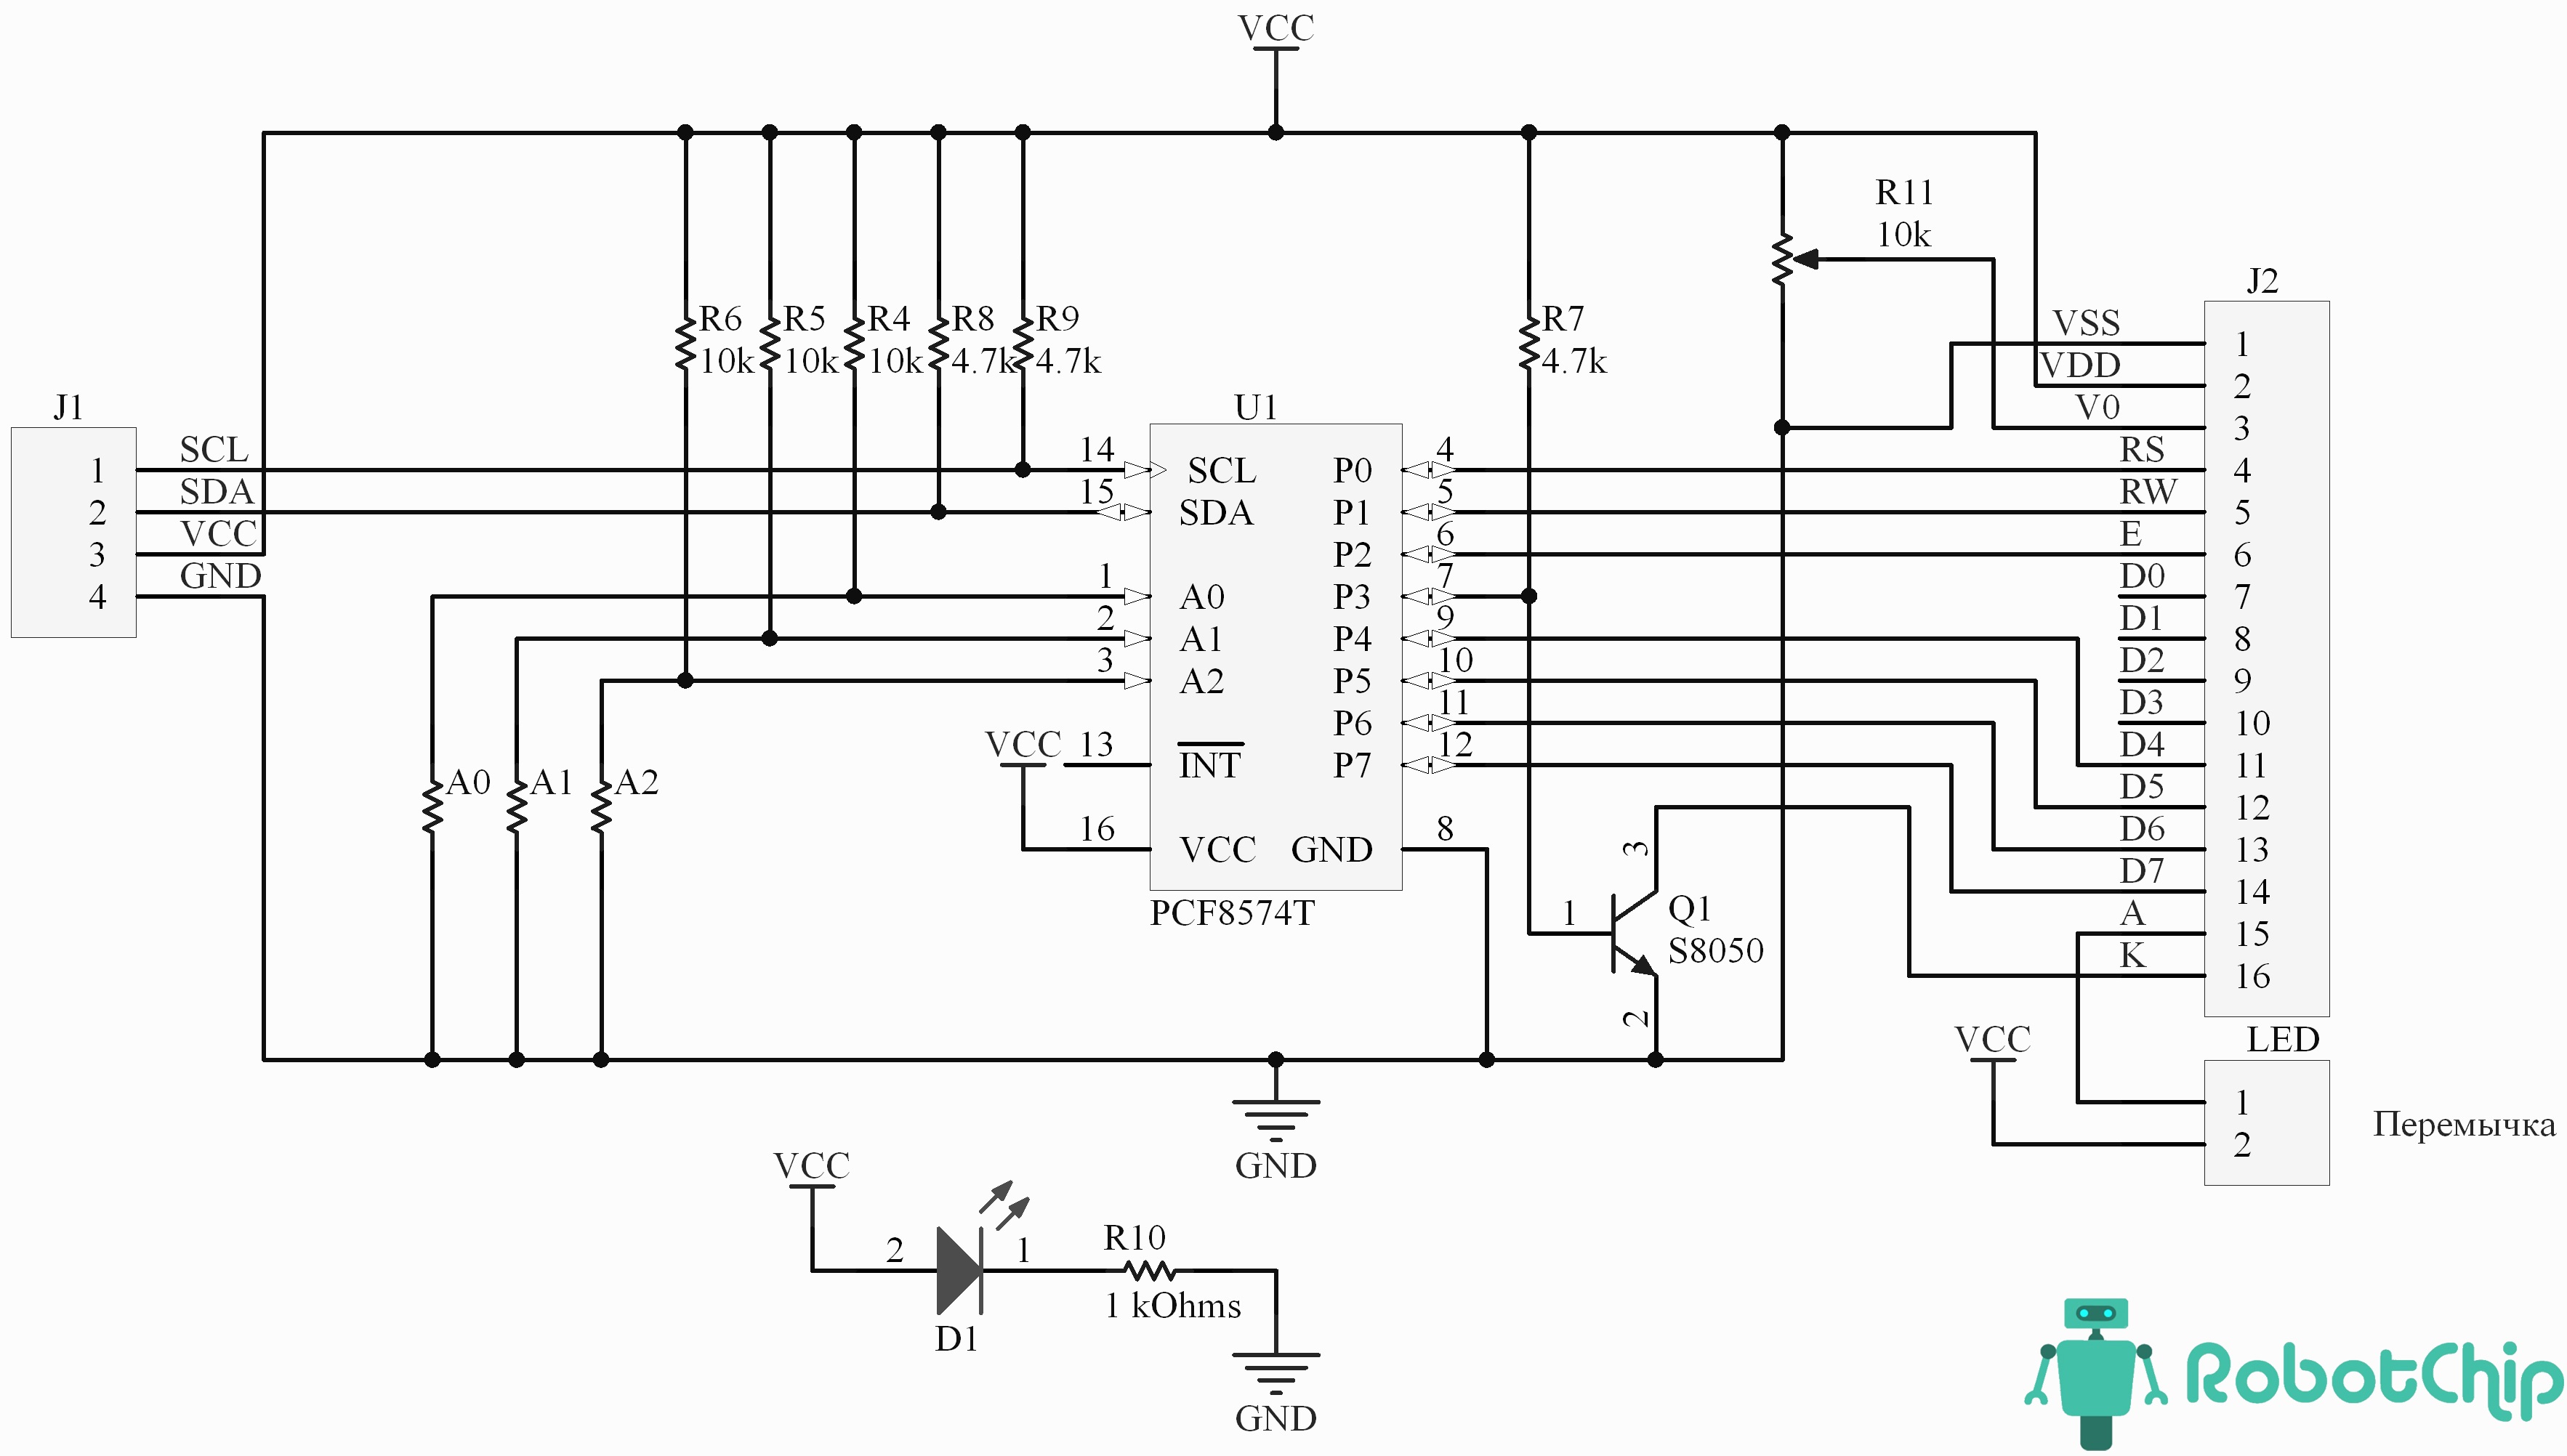 VCC
R11
10k
J2
R6
10k
R5
10k
R4
10k
R8
4.7k
R9
4.7k
R7
4.7k
J1
SCL
1
SDA
2
VCC
3
GND
4
U1
PCF8574T
14
SCL
15
SDA
1
A0
2
A1
3
A2
13
INT
16
VCC
VCC
P0
4
P1
5
P2
6
P3
7
P4
9
P5
10
P6
11
P7
12
GND
8
VSS
1
VDD
2
V0
3
RS
4
RW
5
E
6
D0
7
D1
8
D2
9
D3
10
D4
11
D5
12
D6
13
D7
14
A
15
K
16
A0
A1
A2
3
1
Q1
S8050
2
LED
VCC
1
2
Перемычка
GND
VCC
2
1
D1
R10
1 kOhms
GND
RobotChip